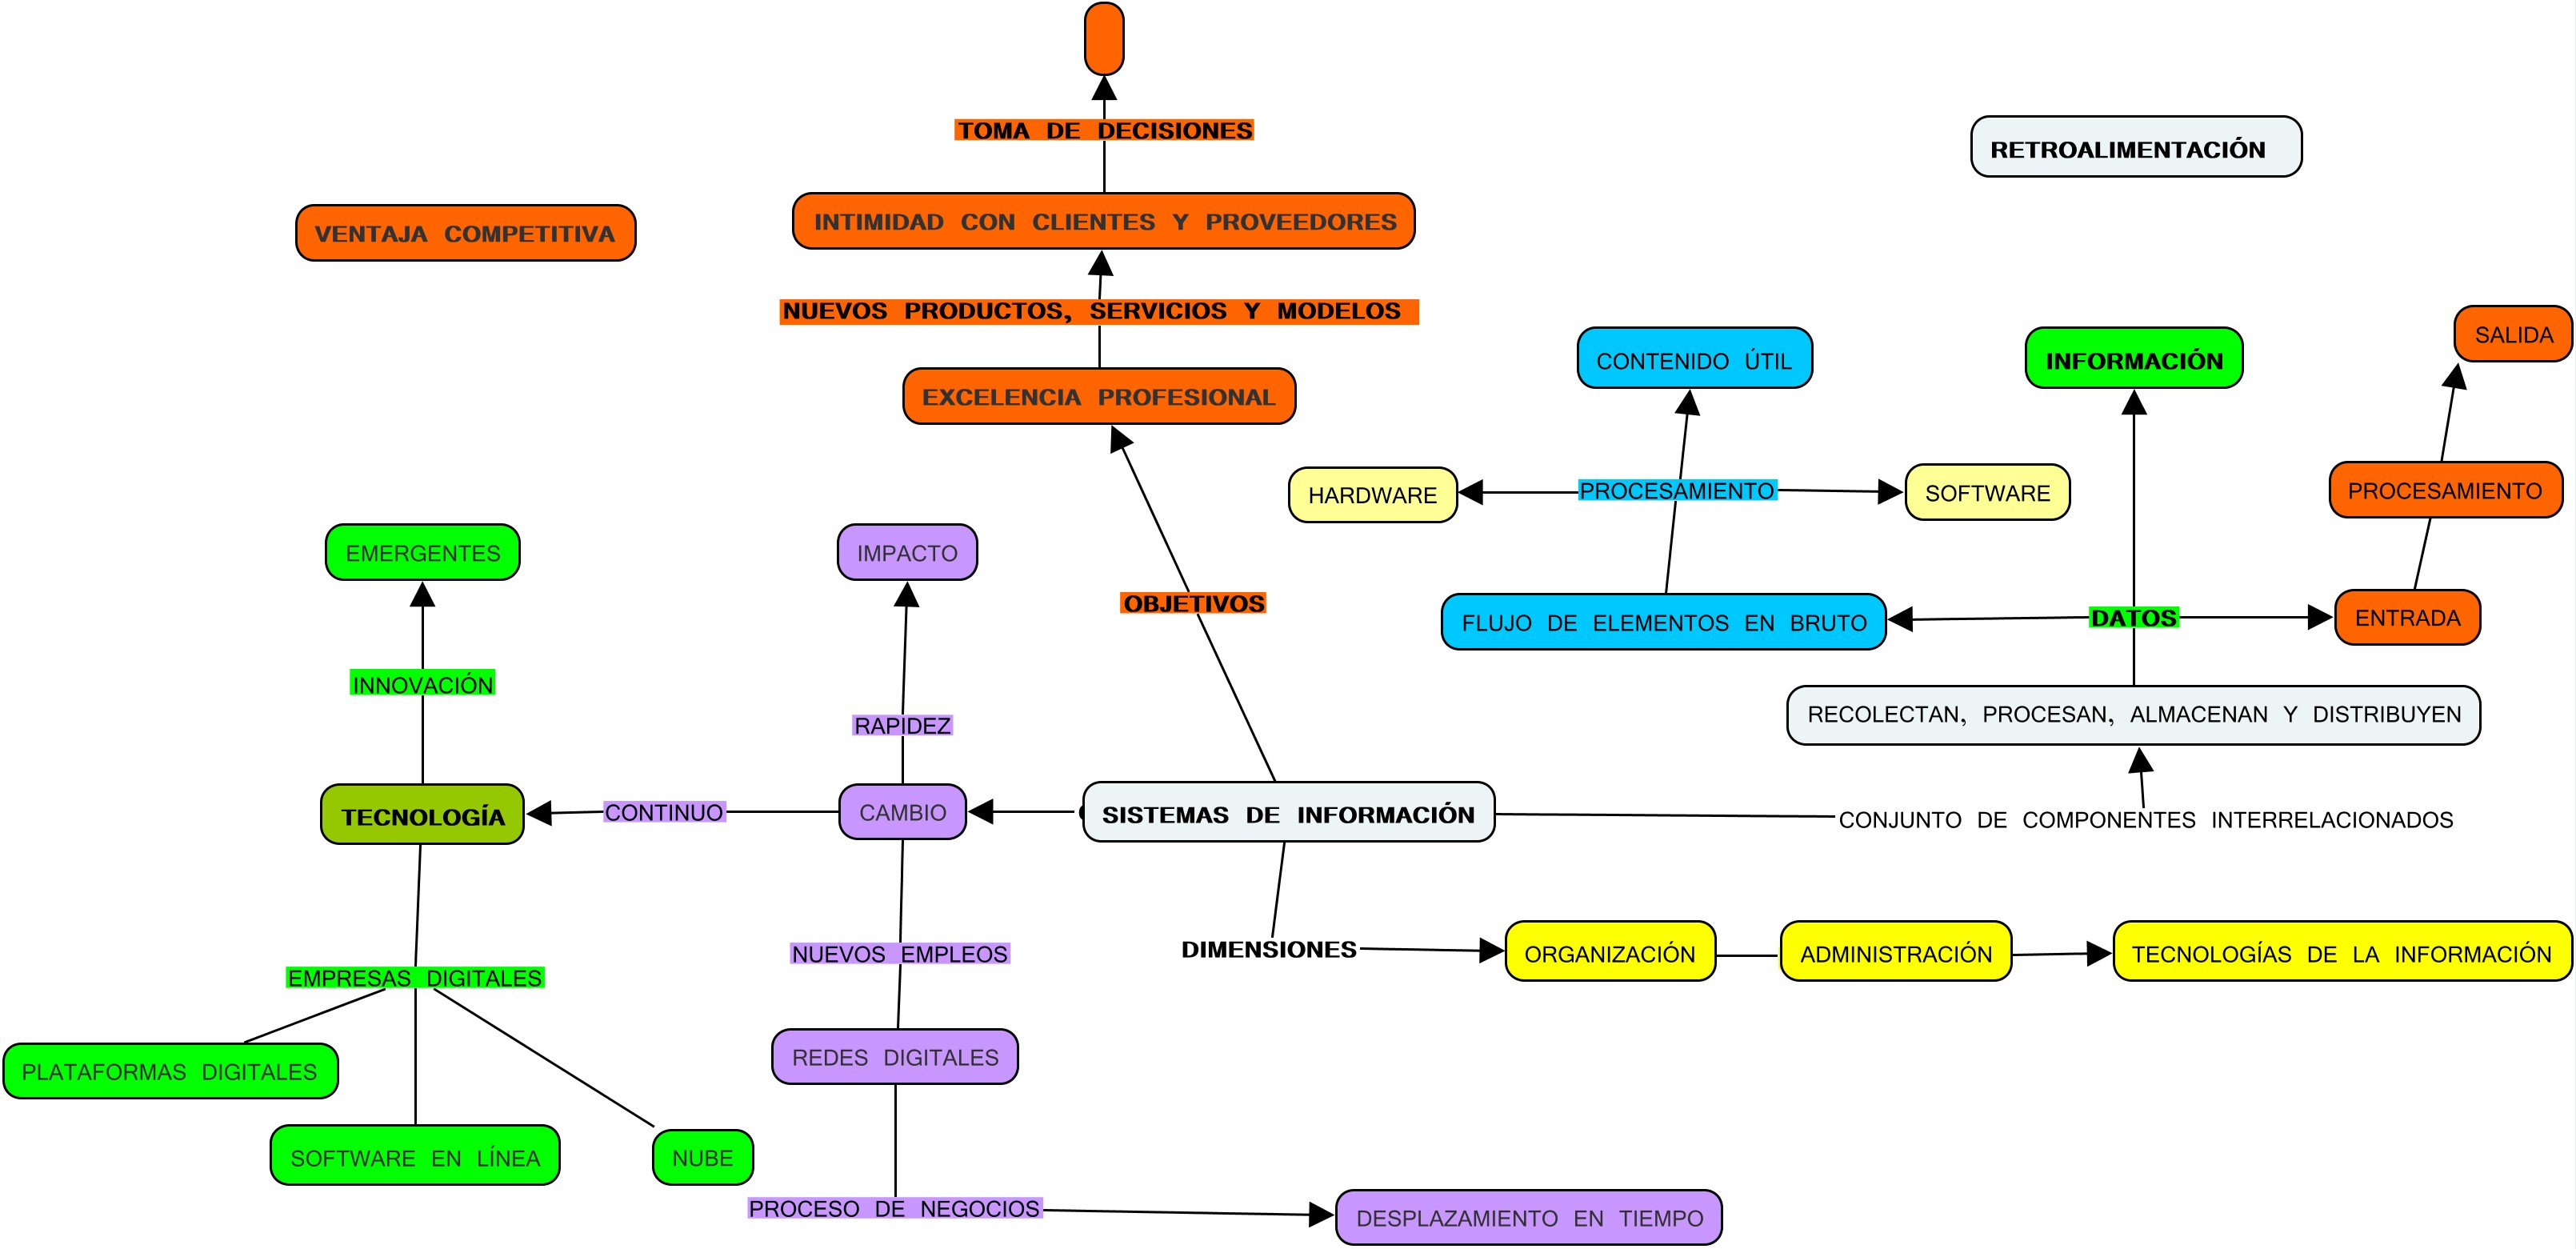 TOMA DE DECISIONES
RETROALIMENTACIÓN
VENTAJA COMPETITIVA
INTIMIDAD CON CLIENTES Y PROVEEDORES
NUEVOS PRODUCTOS, SERVICIOS Y MODELOS
EXCELENCIA PROFESIONAL
CONTENIDO ÚTIL
INFORMACIÓN
SALIDA
HARDWARE
PROCESAMIENTO
SOFTWARE
PROCESAMIENTO
EMERGENTES
IMPACTO
OBJETIVOS
FLUJO DE ELEMENTOS EN BRUTO
DATOS
ENTRADA
INNOVACIÓN
RAPIDEZ
RECOLECTAN, PROCESAN, ALMACENAN Y DISTRIBUYEN
TECNOLOGÍA
CONTINUO
CAMBIO
SISTEMAS DE INFORMACIÓN
CONJUNTO DE COMPONENTES INTERRELACIONADOS
NUEVOS EMPLEOS
DIMENSIONES
ORGANIZACIÓN
ADMINISTRACIÓN
TECNOLOGÍAS DE LA INFORMACIÓN
EMPRESAS DIGITALES
PLATAFORMAS DIGITALES
REDES DIGITALES
SOFTWARE EN LÍNEA
NUBE
PROCESO DE NEGOCIOS
DESPLAZAMIENTO EN TIEMPO